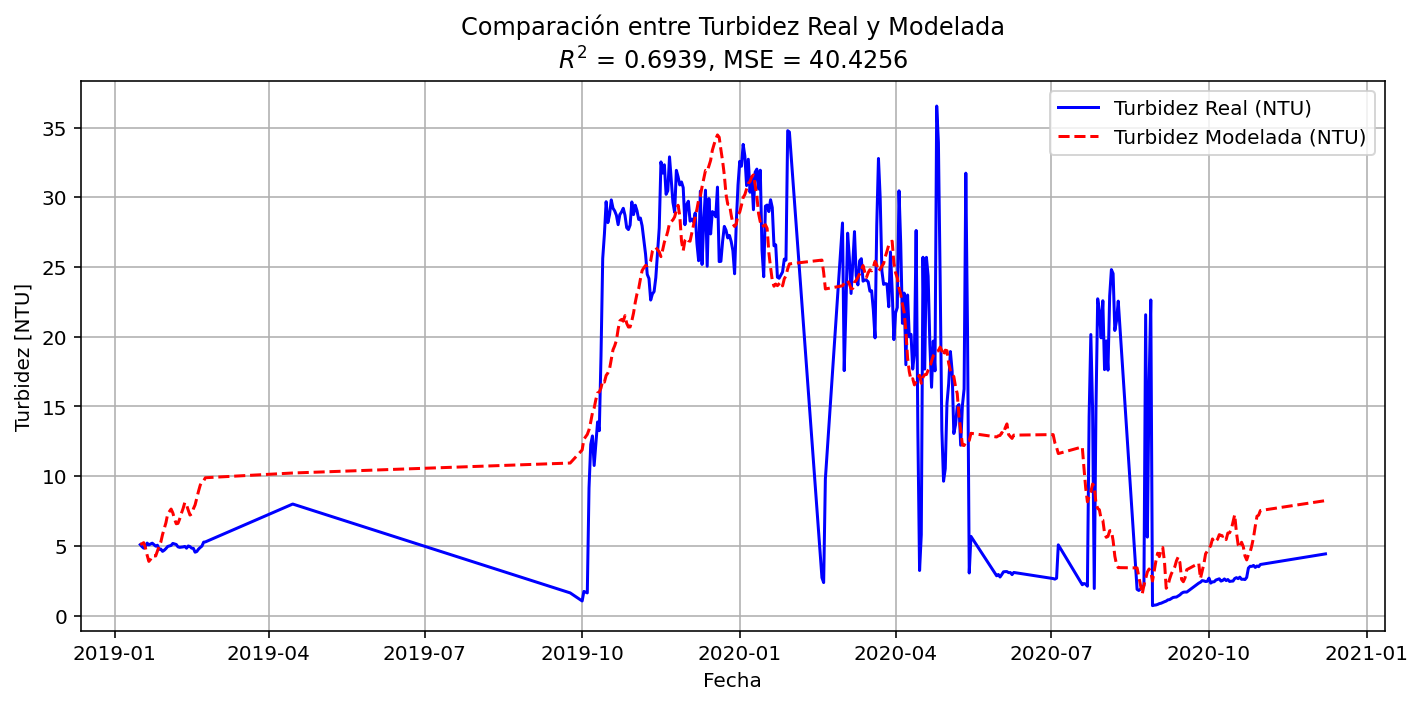 Comparación entre Turbidez Real y Modelada
R² = 0.6939, MSE = 40.4256
Turbidez Real (NTU)
Turbidez Modelada (NTU)
Turbidez [NTU]
35
30
25
20
15
10
5
0
2019-01 2019-04 2019-07 2019-10 2020-01 2020-04 2020-07 2020-10 2021-01
Fecha